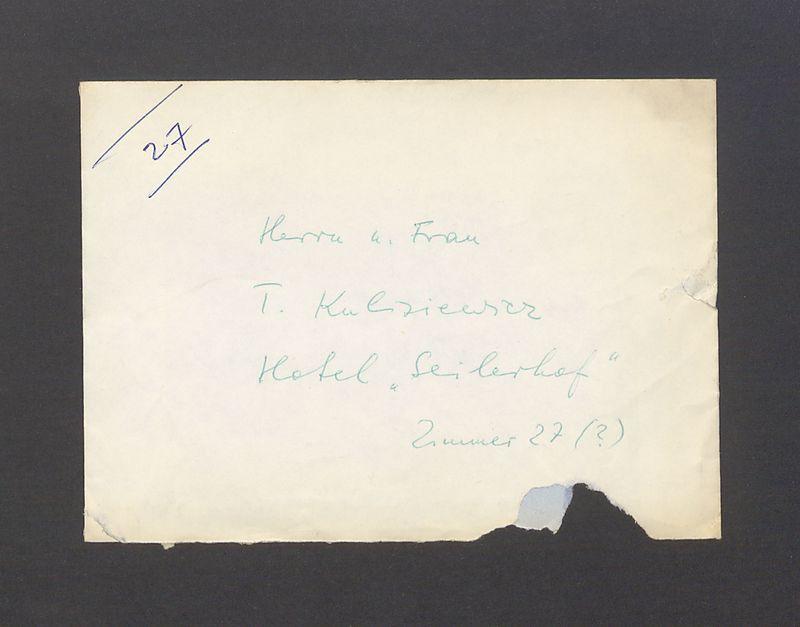 27
Herrn u. Frau
T. Kulisiewicz
Hotel „Seilerhof“
Zimmer 27 (?)